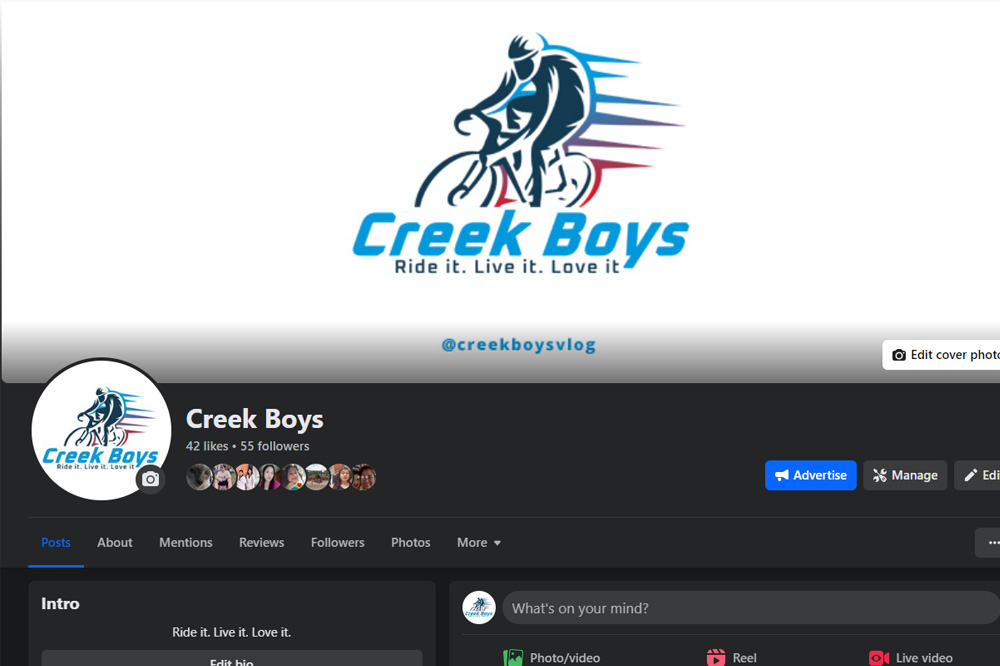 Creek Boys
Ride it. Live it. Love it
@creekboysvlog
Edit cover photo
Creek Boys
Ride it. Live it. Love it
Creek Boys
42 likes • 55 followers
Advertise
Manage
Edi
Posts
About
Mentions
Reviews
Followers
Photos
More
Intro
Ride it. Live it. Love it.
Edit bio
What's on your mind?
Photo/video
Reel
Live video